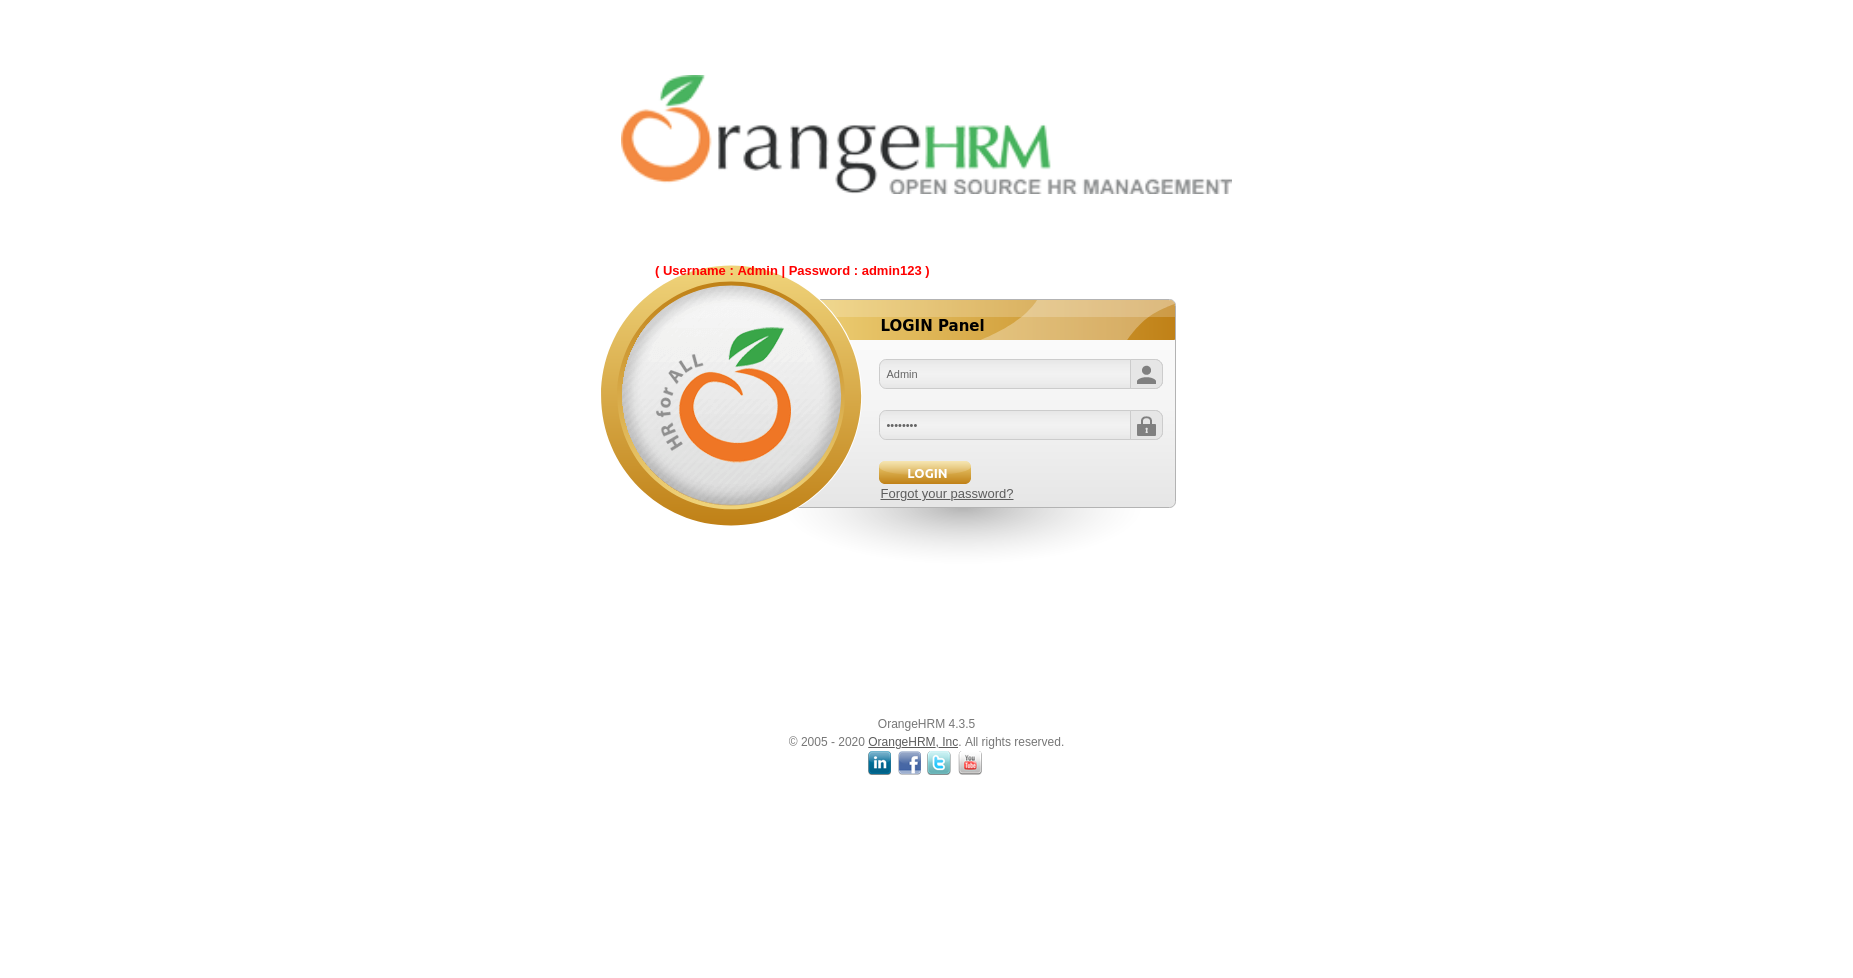 OrangeHRM
OPEN SOURCE HR MANAGEMENT
( Username : Admin | Password : admin123 )
LOGIN Panel
HR for ALL
Admin
••••••••
LOGIN
Forgot your password?
OrangeHRM 4.3.5
© 2005 - 2020 OrangeHRM, Inc. All rights reserved.
in f t You Tube